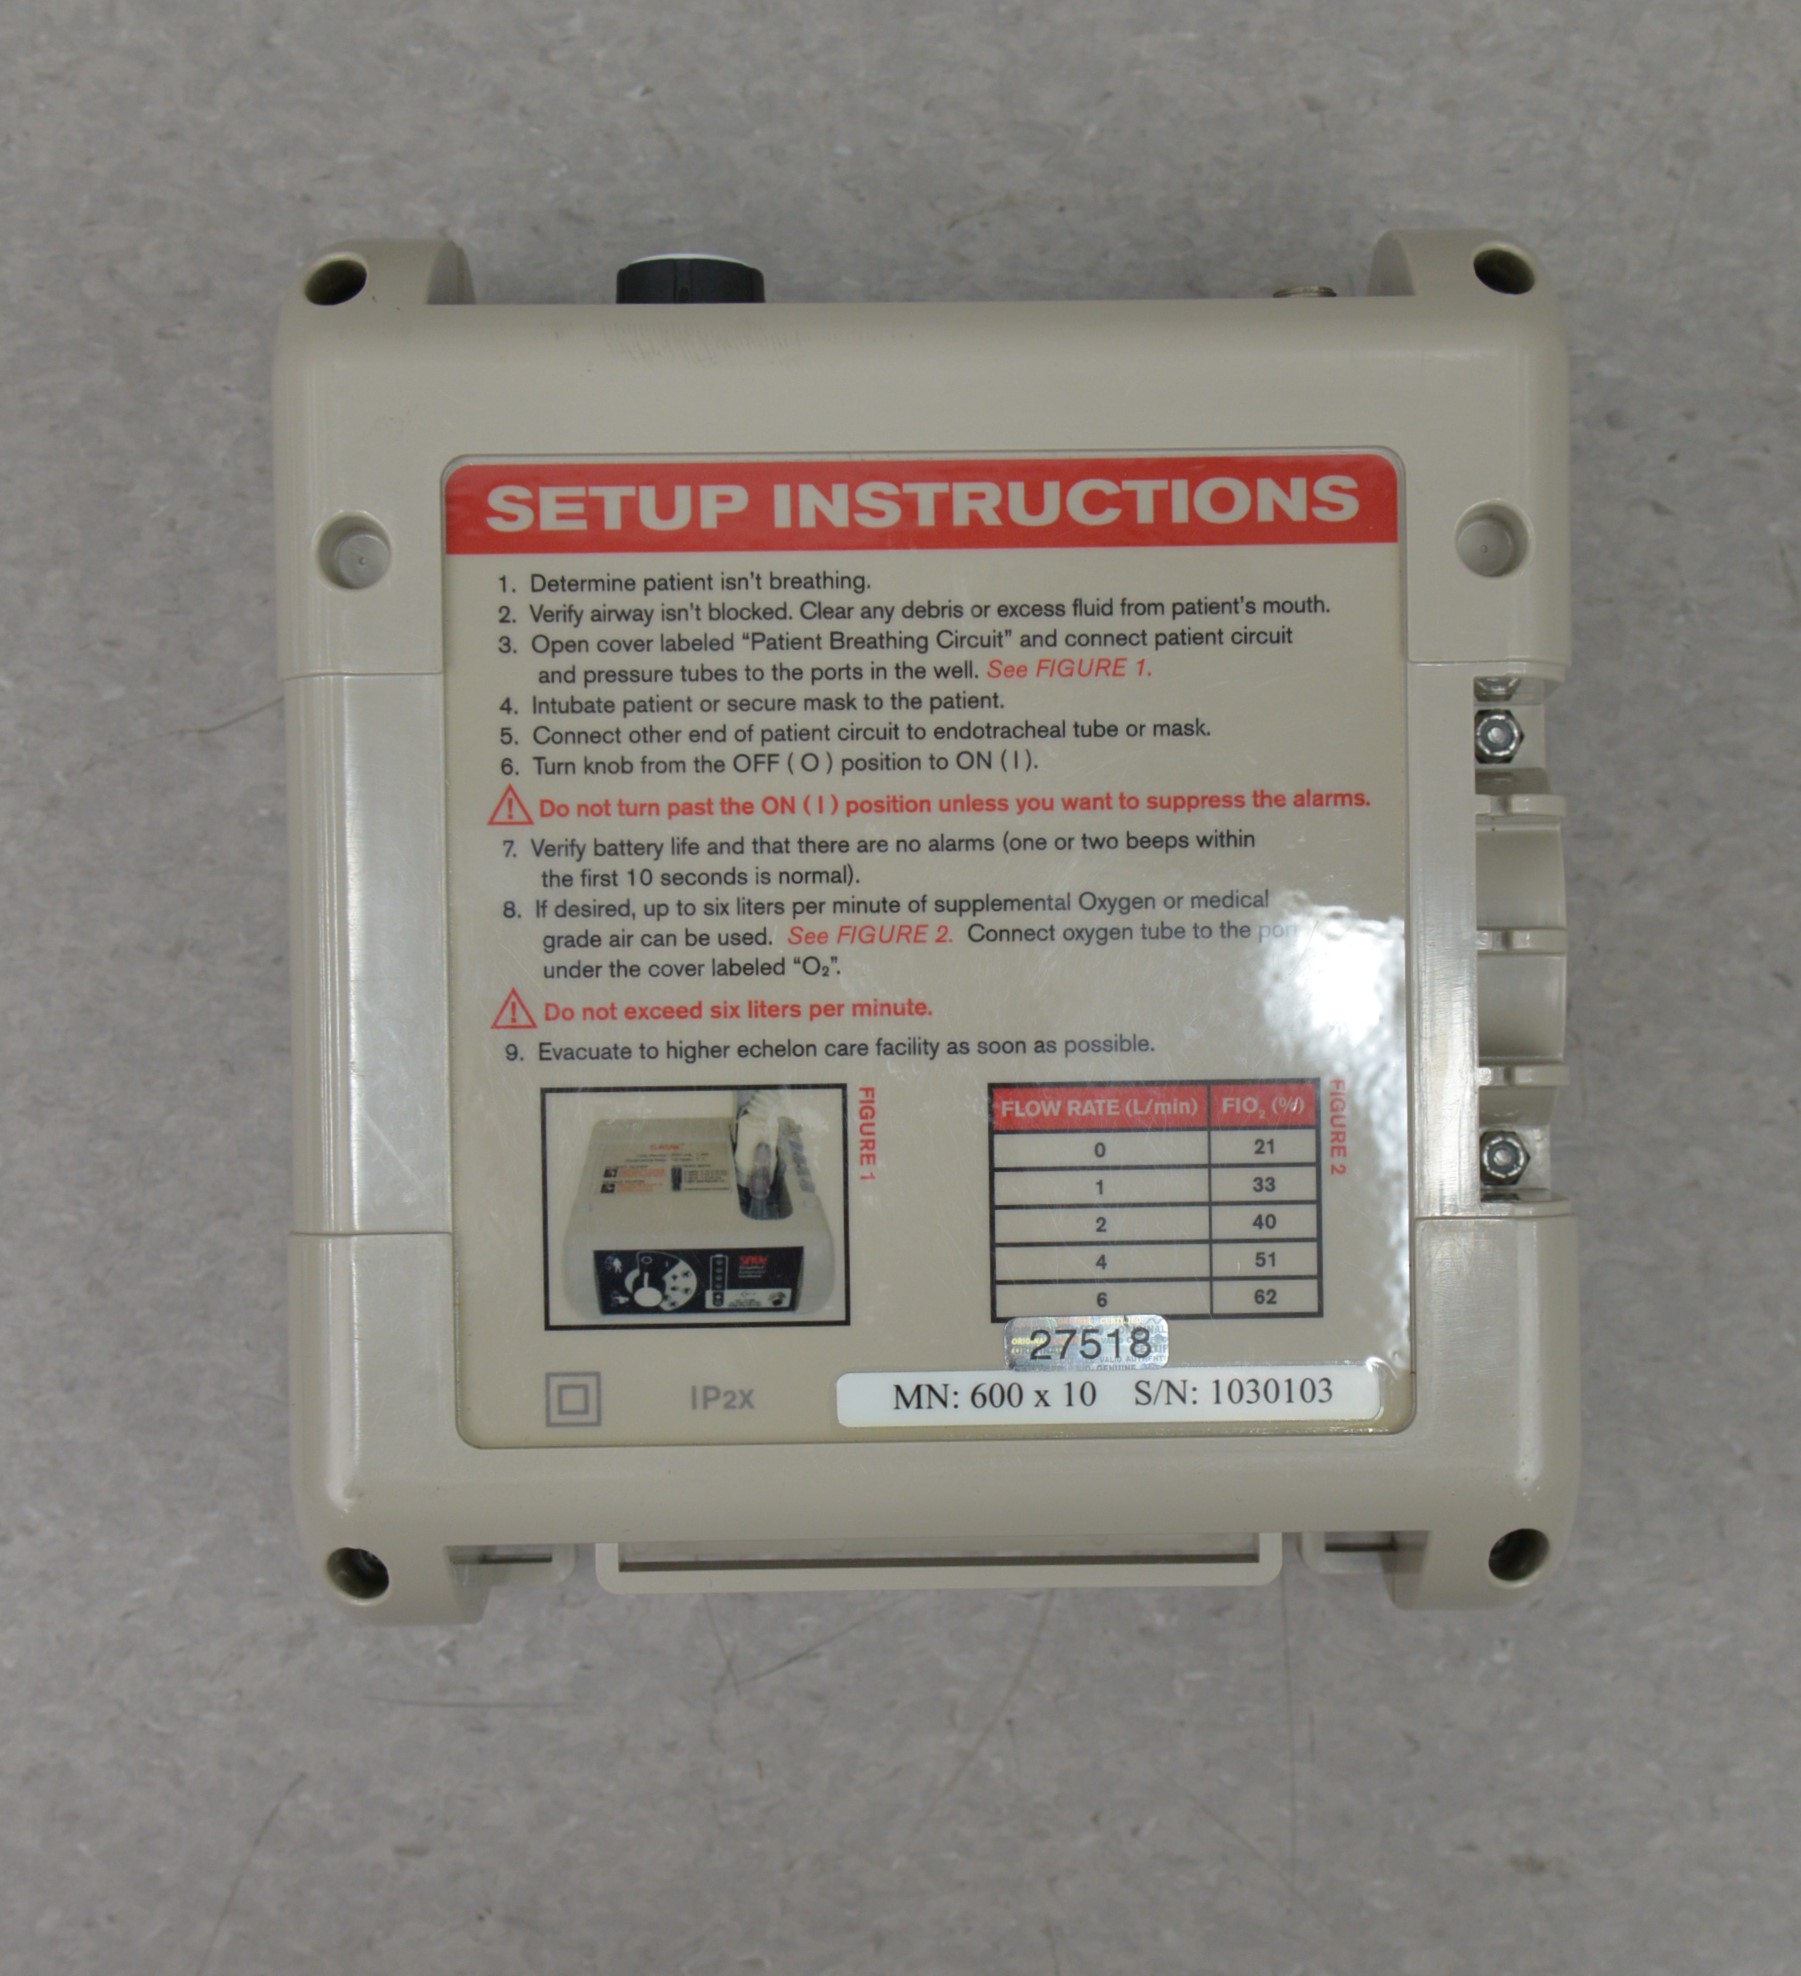 SETUP INSTRUCTIONS
1. Determine patient isn't breathing.
2. Verify airway isn't blocked. Clear any debris or excess fluid from patient's mouth.
3. Open cover labeled “Patient Breathing Circuit” and connect patient circuit
and pressure tubes to the ports in the well. See FIGURE 1.
4. Intubate patient or secure mask to the patient.
5. Connect other end of patient circuit to endotracheal tube or mask.
6. Turn knob from the OFF ( O ) position to ON ( I ).
Do not turn past the ON ( I ) position unless you want to suppress the alarms.
7. Verify battery life and that there are no alarms (one or two beeps within
the first 10 seconds is normal).
8. If desired, up to six liters per minute of supplemental Oxygen or medical
grade air can be used. See FIGURE 2. Connect oxygen tube to the port
under the cover labeled “O₂”.
Do not exceed six liters per minute.
9. Evacuate to higher echelon care facility as soon as possible.
FIGURE 1
FLOW RATE (L/min) FIO₂ (%)
0 21
1 33
2 40
4 51
6 62
FIGURE 2
27518
IP2X
MN: 600 x 10 S/N: 1030103